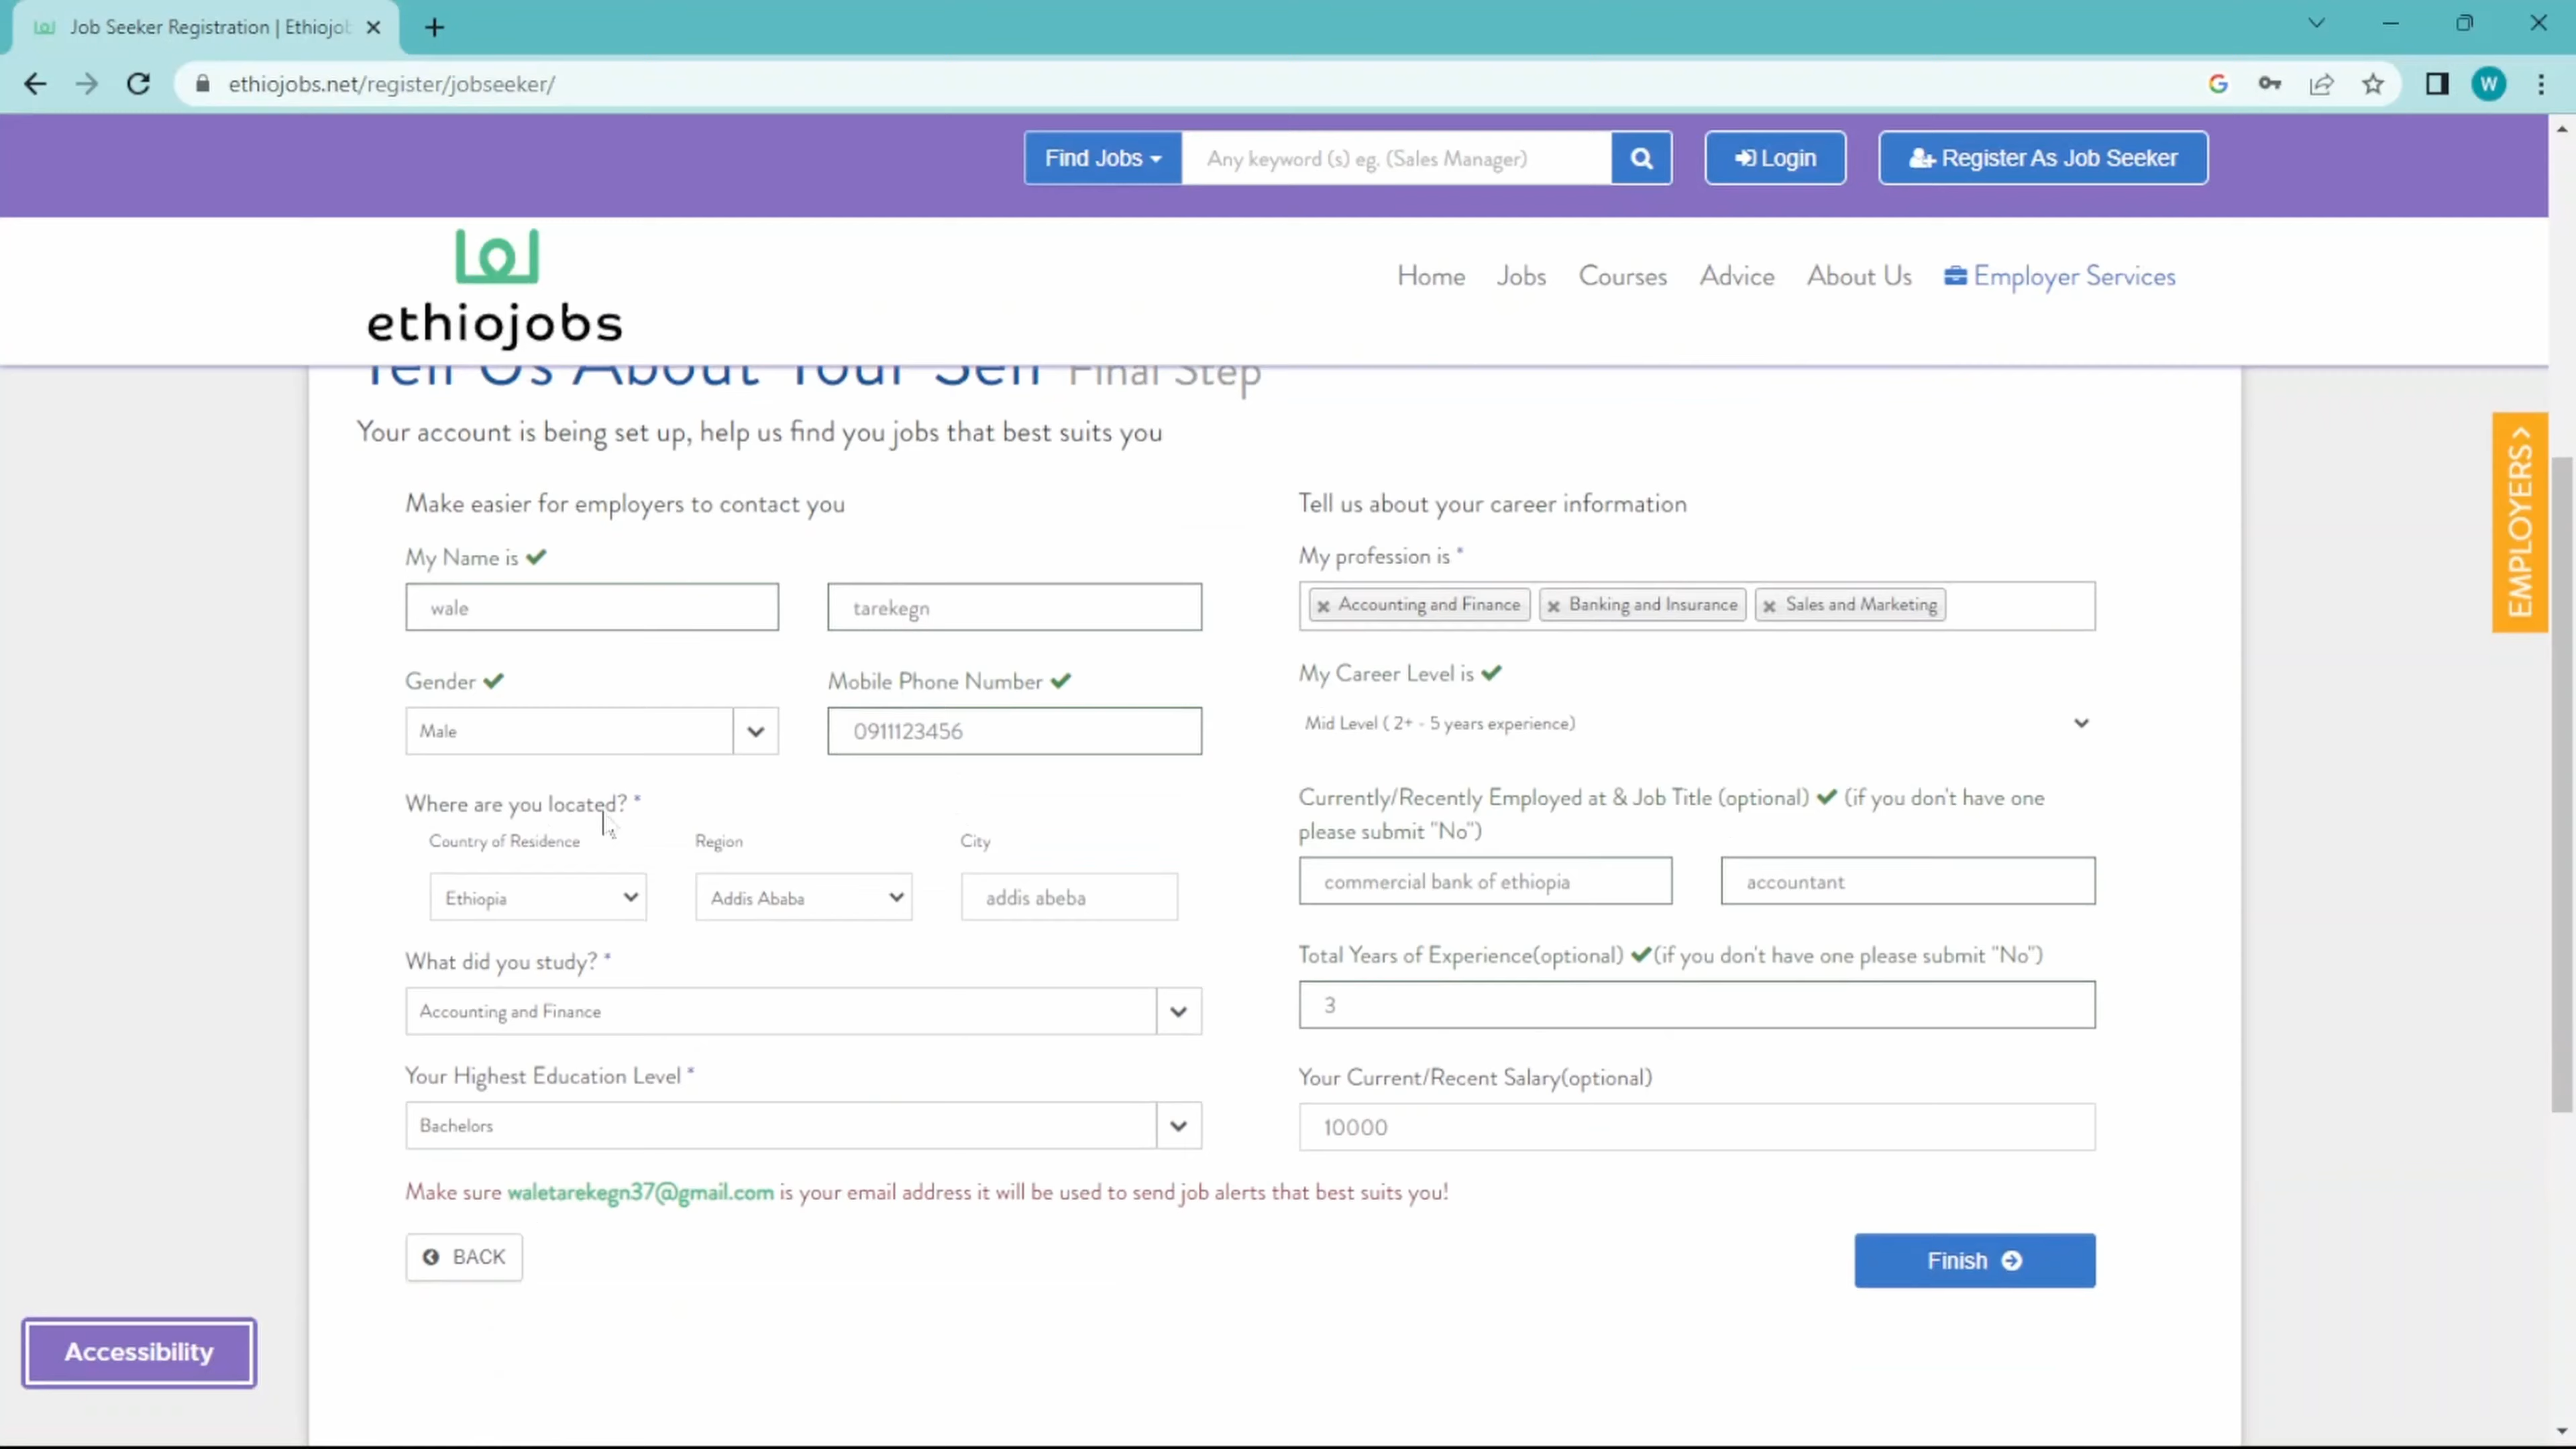 Job Seeker Registration | Ethiojob
ethiojobs.net/register/jobseeker/
W
Find Jobs
Any keyword (s) eg. (Sales Manager)
Login
Register As Job Seeker
ethiojobs
Home Jobs Courses Advice About Us Employer Services
Tell Us About Your Self Final Step
Your account is being set up, help us find you jobs that best suits you
EMPLOYERS
Make easier for employers to contact you
My Name is
wale
tarekegn
Gender
Male
Mobile Phone Number
0911123456
Where are you located? *
Country of Residence
Region
City
Ethiopia
Addis Ababa
addis abeba
What did you study? *
Accounting and Finance
Your Highest Education Level *
Bachelors
Tell us about your career information
My profession is *
× Accounting and Finance × Banking and Insurance × Sales and Marketing
My Career Level is
Mid Level ( 2+ - 5 years experience)
Currently/Recently Employed at & Job Title (optional) (if you don't have one
please submit "No")
commercial bank of ethiopia
accountant
Total Years of Experience(optional) (if you don't have one please submit "No")
3
Your Current/Recent Salary(optional)
10000
Make sure waletarekegn37@gmail.com is your email address it will be used to send job alerts that best suits you!
BACK
Finish
Accessibility